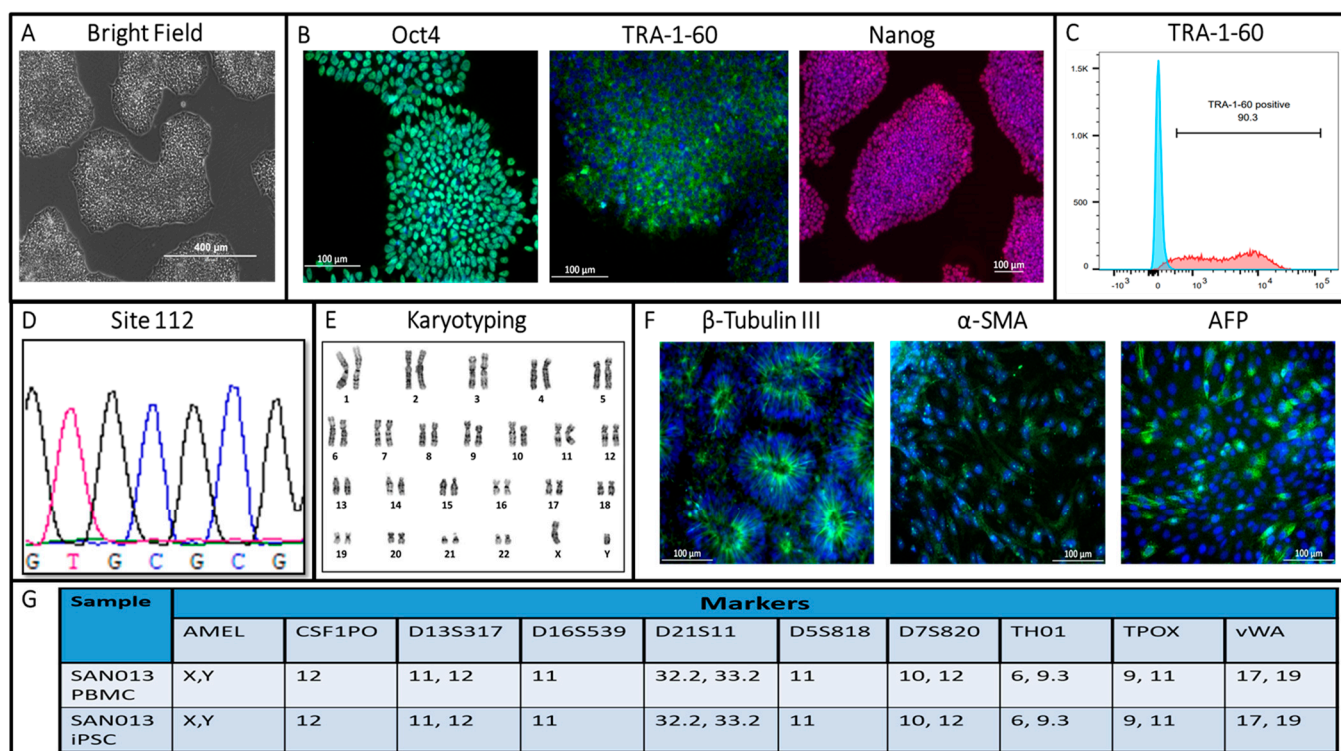 A Bright Field
400 µm
B Oct4 TRA-1-60 Nanog
100 µm 100 µm 100 µm
C TRA-1-60
1.5K
1.0K
500
0
TRA-1-60 positive
90.3
-10³ 0 10³ 10⁴ 10⁵
D Site 112
G T G C G C G
E Karyotyping
1 2 3 4 5
6 7 8 9 10 11 12
13 14 15 16 17 18
19 20 21 22 X Y
F β-Tubulin III α-SMA AFP
100 µm 100 µm 100 µm
G Sample Markers
AMEL CSF1PO D13S317 D16S539 D21S11 D5S818 D7S820 TH01 TPOX vWA
SAN013 PBMC X,Y 12 11, 12 11 32.2, 33.2 11 10, 12 6, 9.3 9, 11 17, 19
SAN013 iPSC X,Y 12 11, 12 11 32.2, 33.2 11 10, 12 6, 9.3 9, 11 17, 19